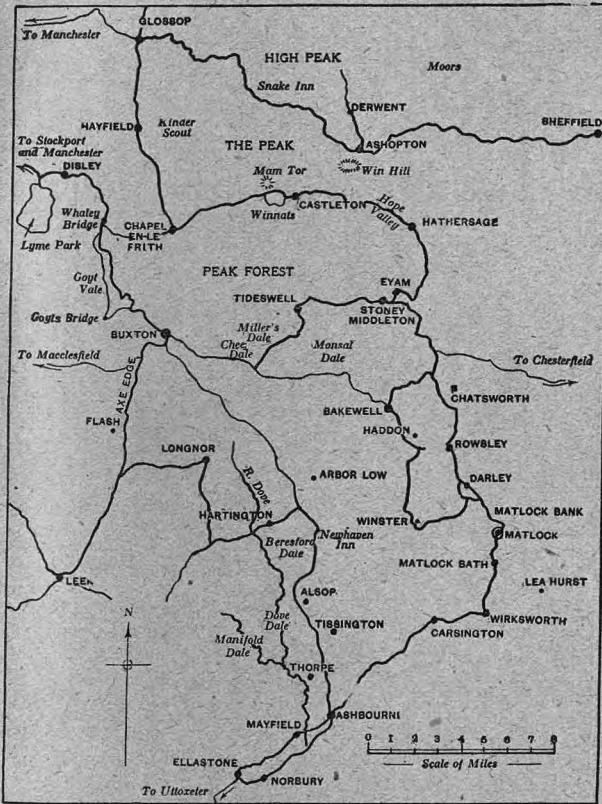 GLOSSOP
To Manchester
HIGH PEAK
Moors
Snake Inn
DERWENT
Kinder
Scout
HAYFIELD
SHEFFIELD
ASHOPTON
THE PEAK
To Stockport
and Manchester
DISLEY
Mam Tor
Win Hill
Winnats
CASTLETON
Hope
Valley
HATHERSAGE
Whaley
Bridge
CHAPEL
EN-LE
FRITH
Lyme Park
PEAK FOREST
Goyt
Vale
EYAM
TIDESWELL
STONEY
MIDDLETON
Goyts Bridge
BUXTON
Miller's
Dale
Chee
Dale
Monsal
Dale
To Macclesfield
To Chesterfield
AXE EDGE
CHATSWORTH
BAKEWELL
FLASH
HADDON
ROWSLEY
LONGNOR
R. Dove
ARBOR LOW
DARLEY
HARTINGTON
WINSTER
MATLOCK BANK
MATLOCK
Beresford
Dale
Newhaven
Inn
MATLOCK BATH
LEEK
LEA HURST
ALSOP
N
Dove
Dale
TISSINGTON
WIRKSWORTH
CARSINGTON
Manifold
Dale
THORPE
MAYFIELD
ASHBOURNE
0 1 2 3 4 5 6 7 8
Scale of Miles
ELLASTONE
NORBURY
To Uttoxeter